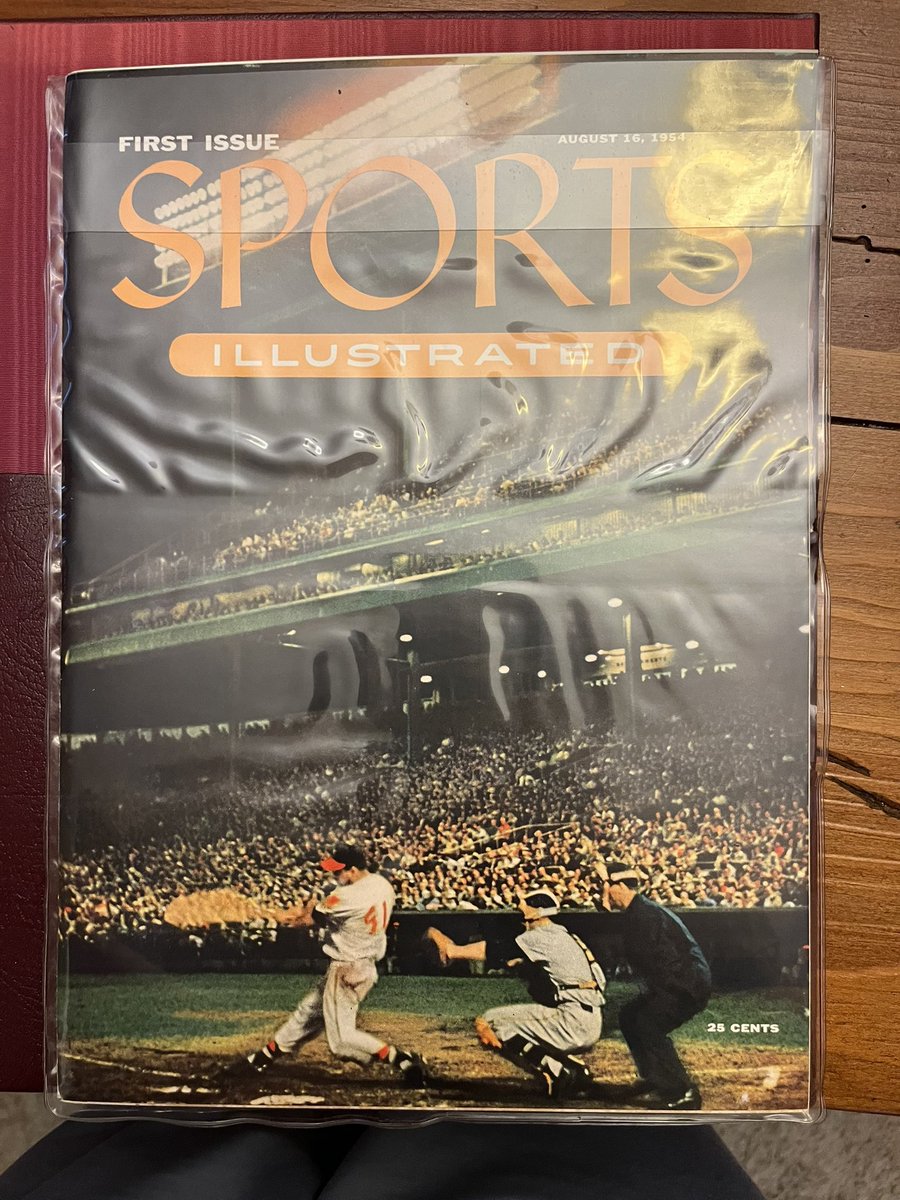 FIRST ISSUE
AUGUST 16, 1954
SPORTS
ILLUSTRATED
41
25 CENTS